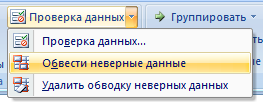 Проверка данных
Группировать
Проверка данных...
Обвести неверные данные
Удалить обводку неверных данных